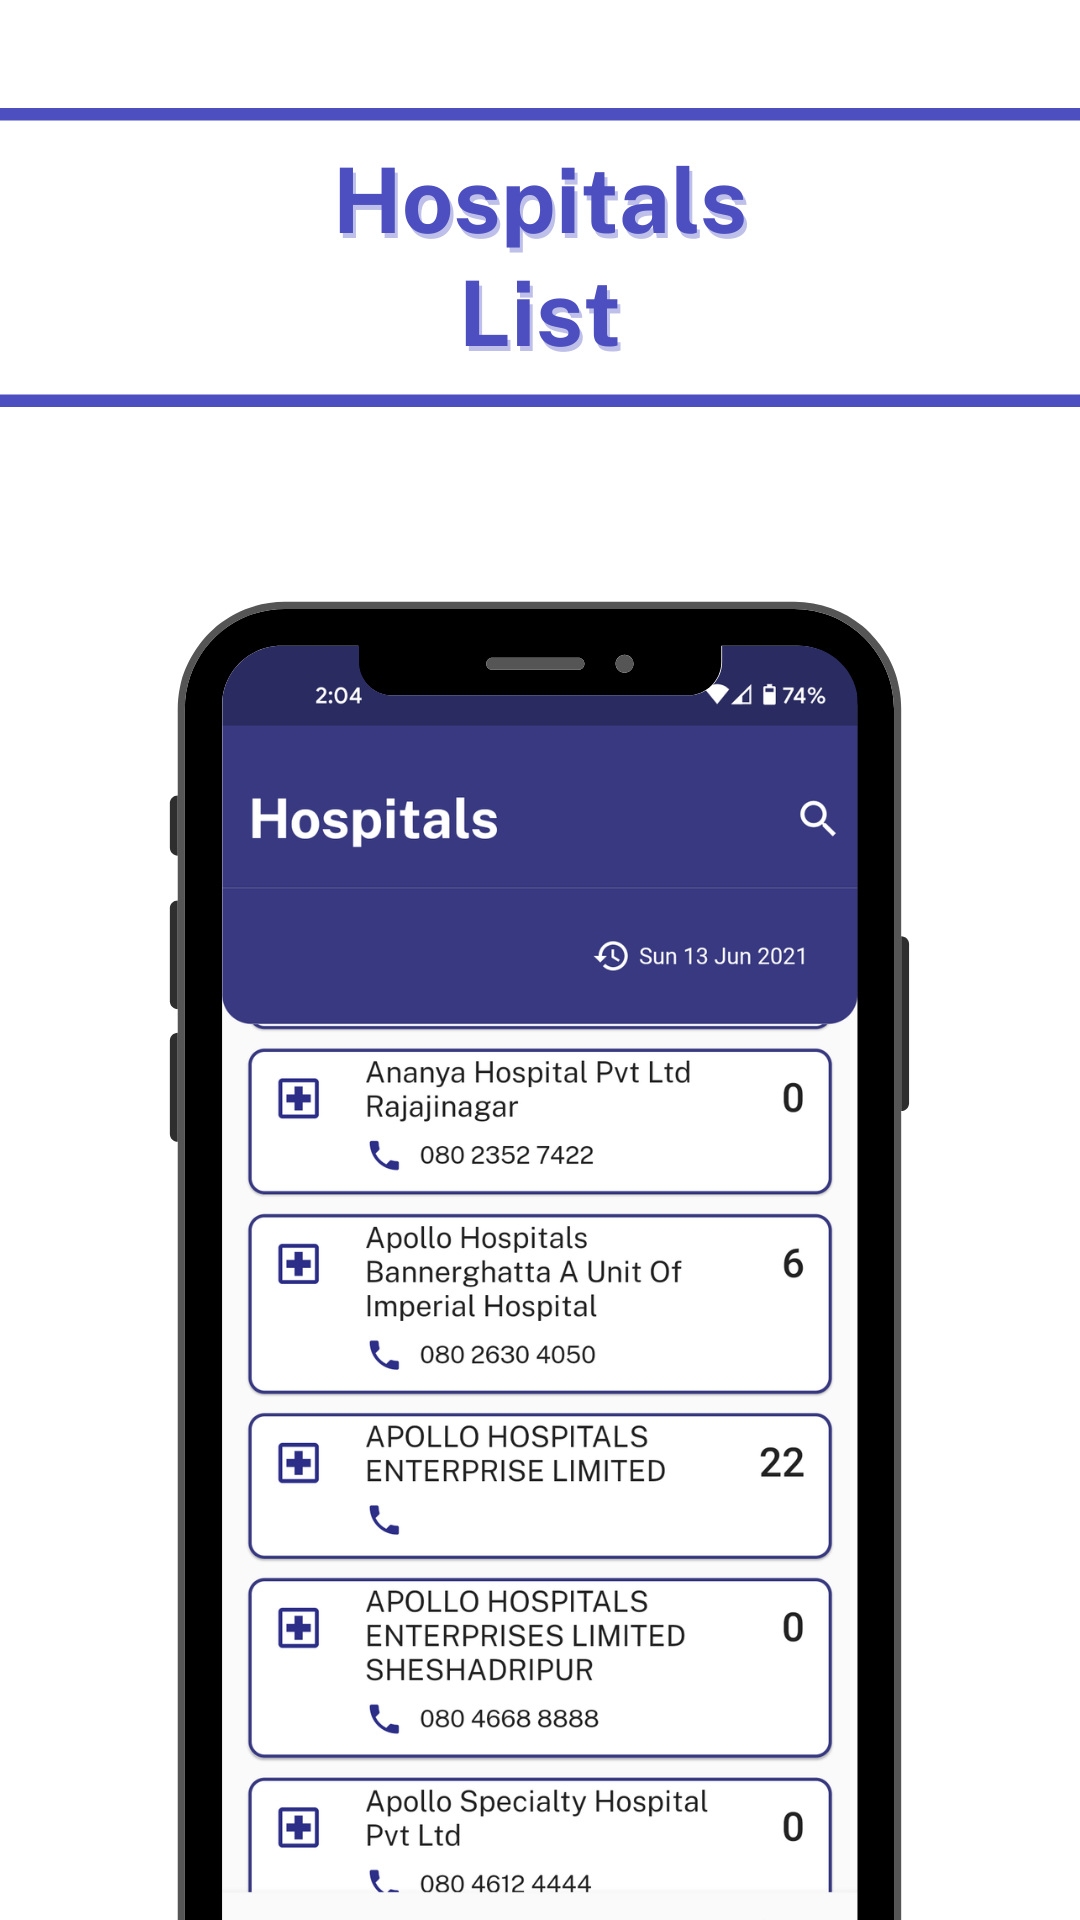 Hospitals
List
2:04
74%
Hospitals
Sun 13 Jun 2021
Ananya Hospital Pvt Ltd
Rajajinagar
0
080 2352 7422
Apollo Hospitals
Bannerghatta A Unit Of
Imperial Hospital
6
080 2630 4050
APOLLO HOSPITALS
ENTERPRISE LIMITED
22
APOLLO HOSPITALS
ENTERPRISES LIMITED
SHESHADRIPUR
0
080 4668 8888
Apollo Specialty Hospital
Pvt Ltd
0
080 4612 4444